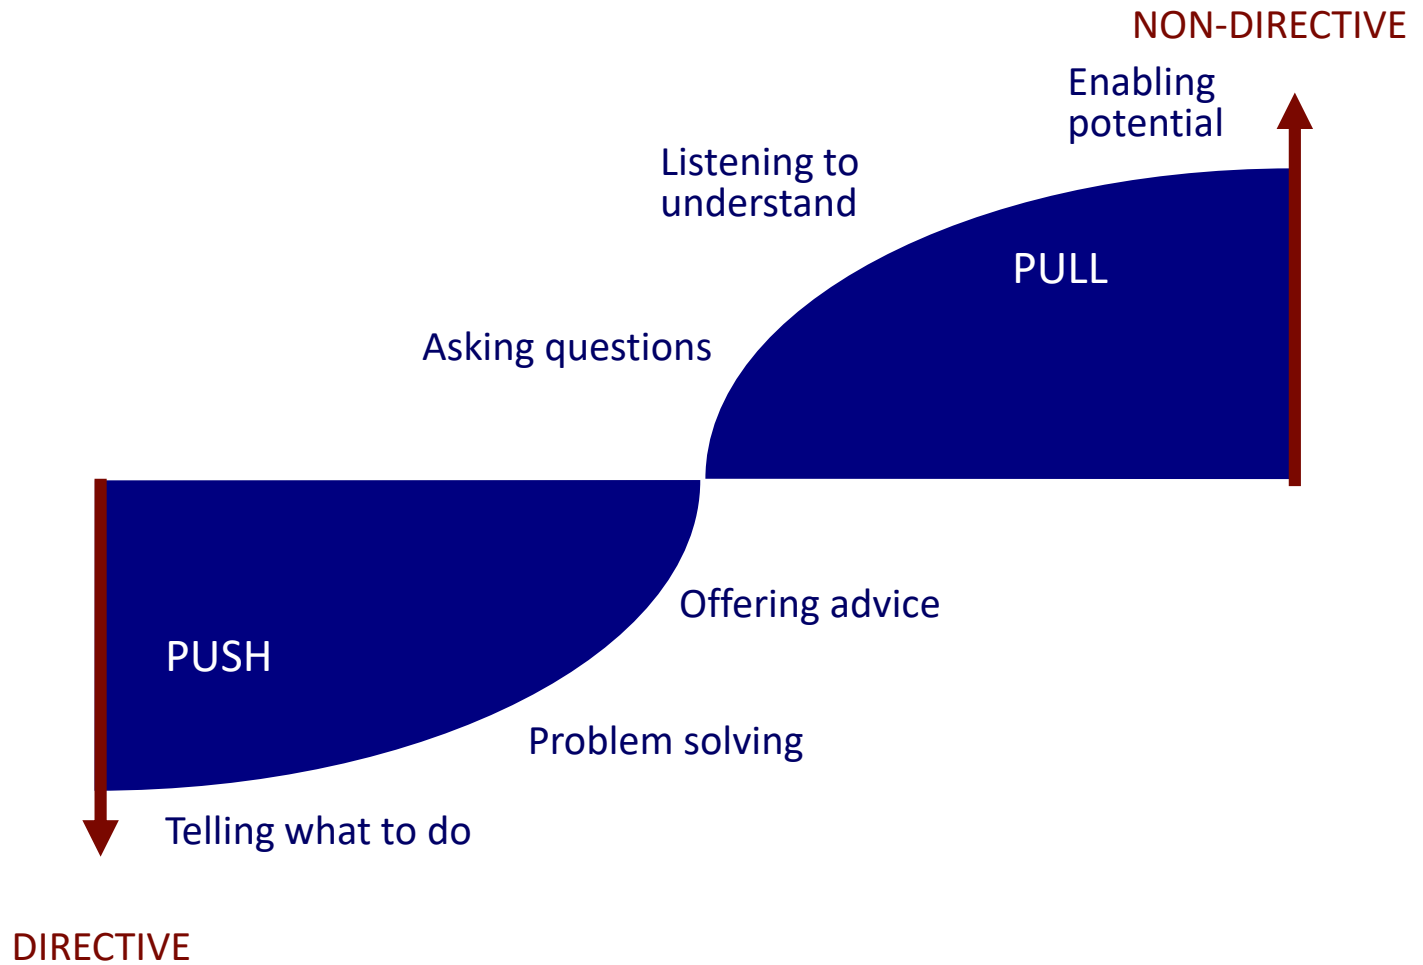 NON-DIRECTIVE
Enabling
potential
Listening to
understand
PULL
Asking questions
Offering advice
PUSH
Problem solving
Telling what to do
DIRECTIVE